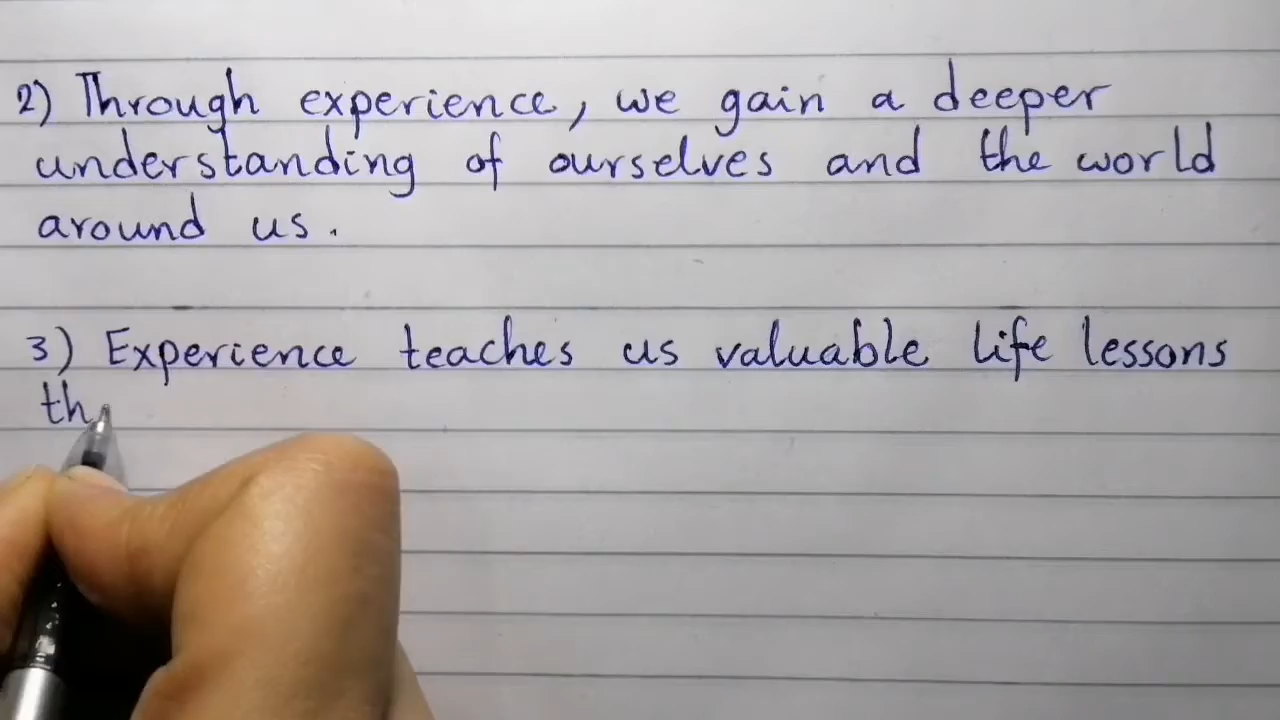 2) Through experience, we gain a deeper
understanding of ourselves and the world
around us.
3) Experience teaches us valuable life lessons
th